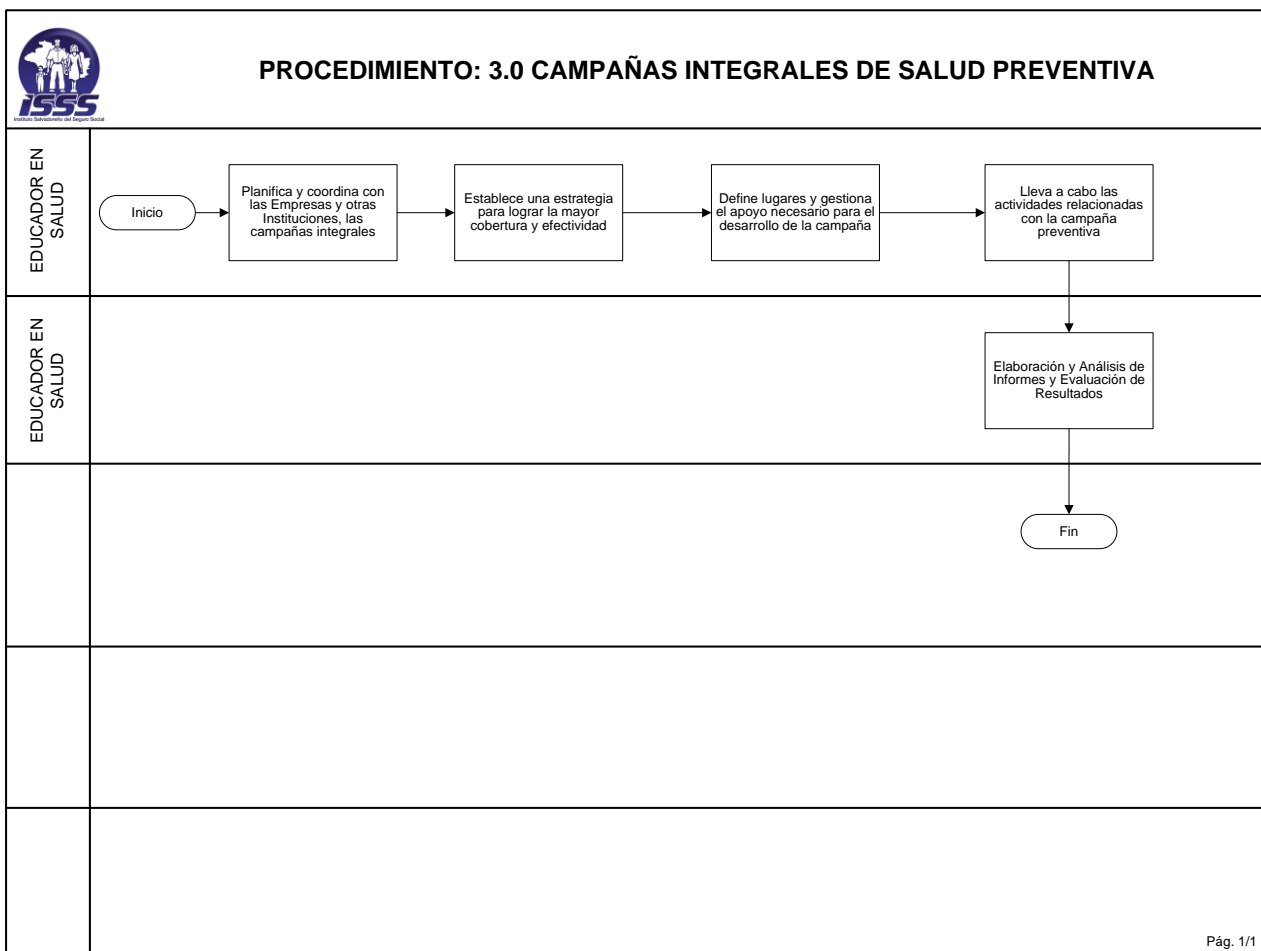 ISSS
Instituto Salvadoreño del Seguro Social
PROCEDIMIENTO: 3.0 CAMPAÑAS INTEGRALES DE SALUD PREVENTIVA
EDUCADOR EN
SALUD
Inicio
Planifica y coordina con
las Empresas y otras
Instituciones, las
campañas integrales
Establece una estrategia
para lograr la mayor
cobertura y efectividad
Define lugares y gestiona
el apoyo necesario para el
desarrollo de la campaña
Lleva a cabo las
actividades relacionadas
con la campaña
preventiva
EDUCADOR EN
SALUD
Elaboración y Análisis de
Informes y Evaluación de
Resultados
Fin
Pág. 1/1